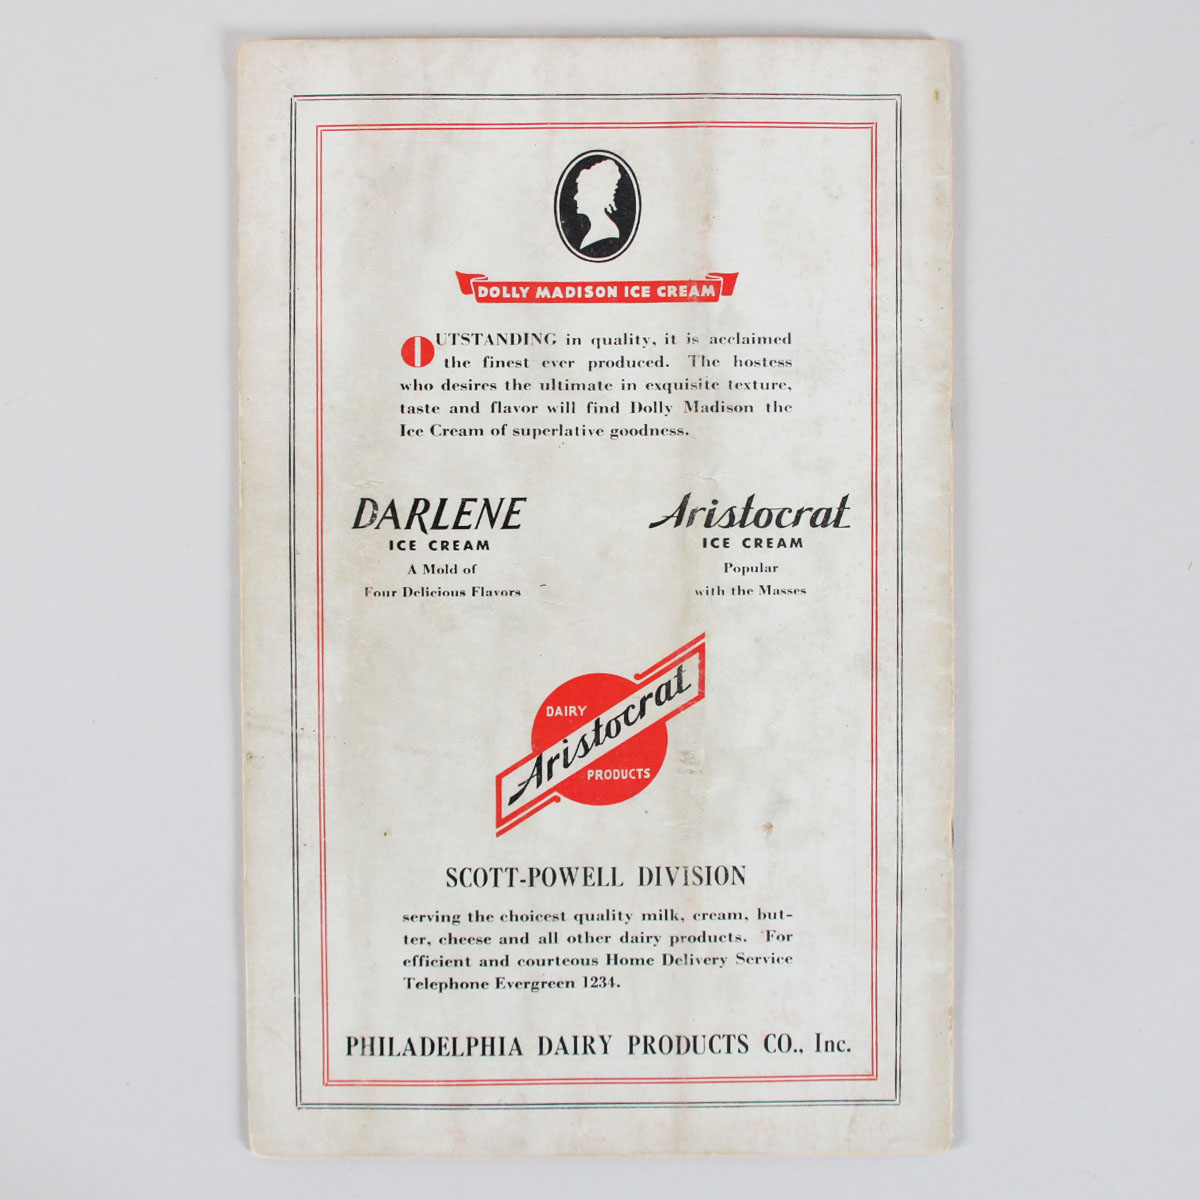 DOLLY MADISON ICE CREAM
OUTSTANDING in quality, it is acclaimed
the finest ever produced. The hostess
who desires the ultimate in exquisite texture,
taste and flavor will find Dolly Madison the
Ice Cream of superlative goodness.
DARLENE
ICE CREAM
A Mold of
Four Delicious Flavors
Aristocrat
ICE CREAM
Popular
with the Masses
DAIRY
Aristocrat
PRODUCTS
SCOTT-POWELL DIVISION
serving the choicest quality milk, cream, but-
ter, cheese and all other dairy products. For
efficient and courteous Home Delivery Service
Telephone Evergreen 1234.
PHILADELPHIA DAIRY PRODUCTS CO., Inc.